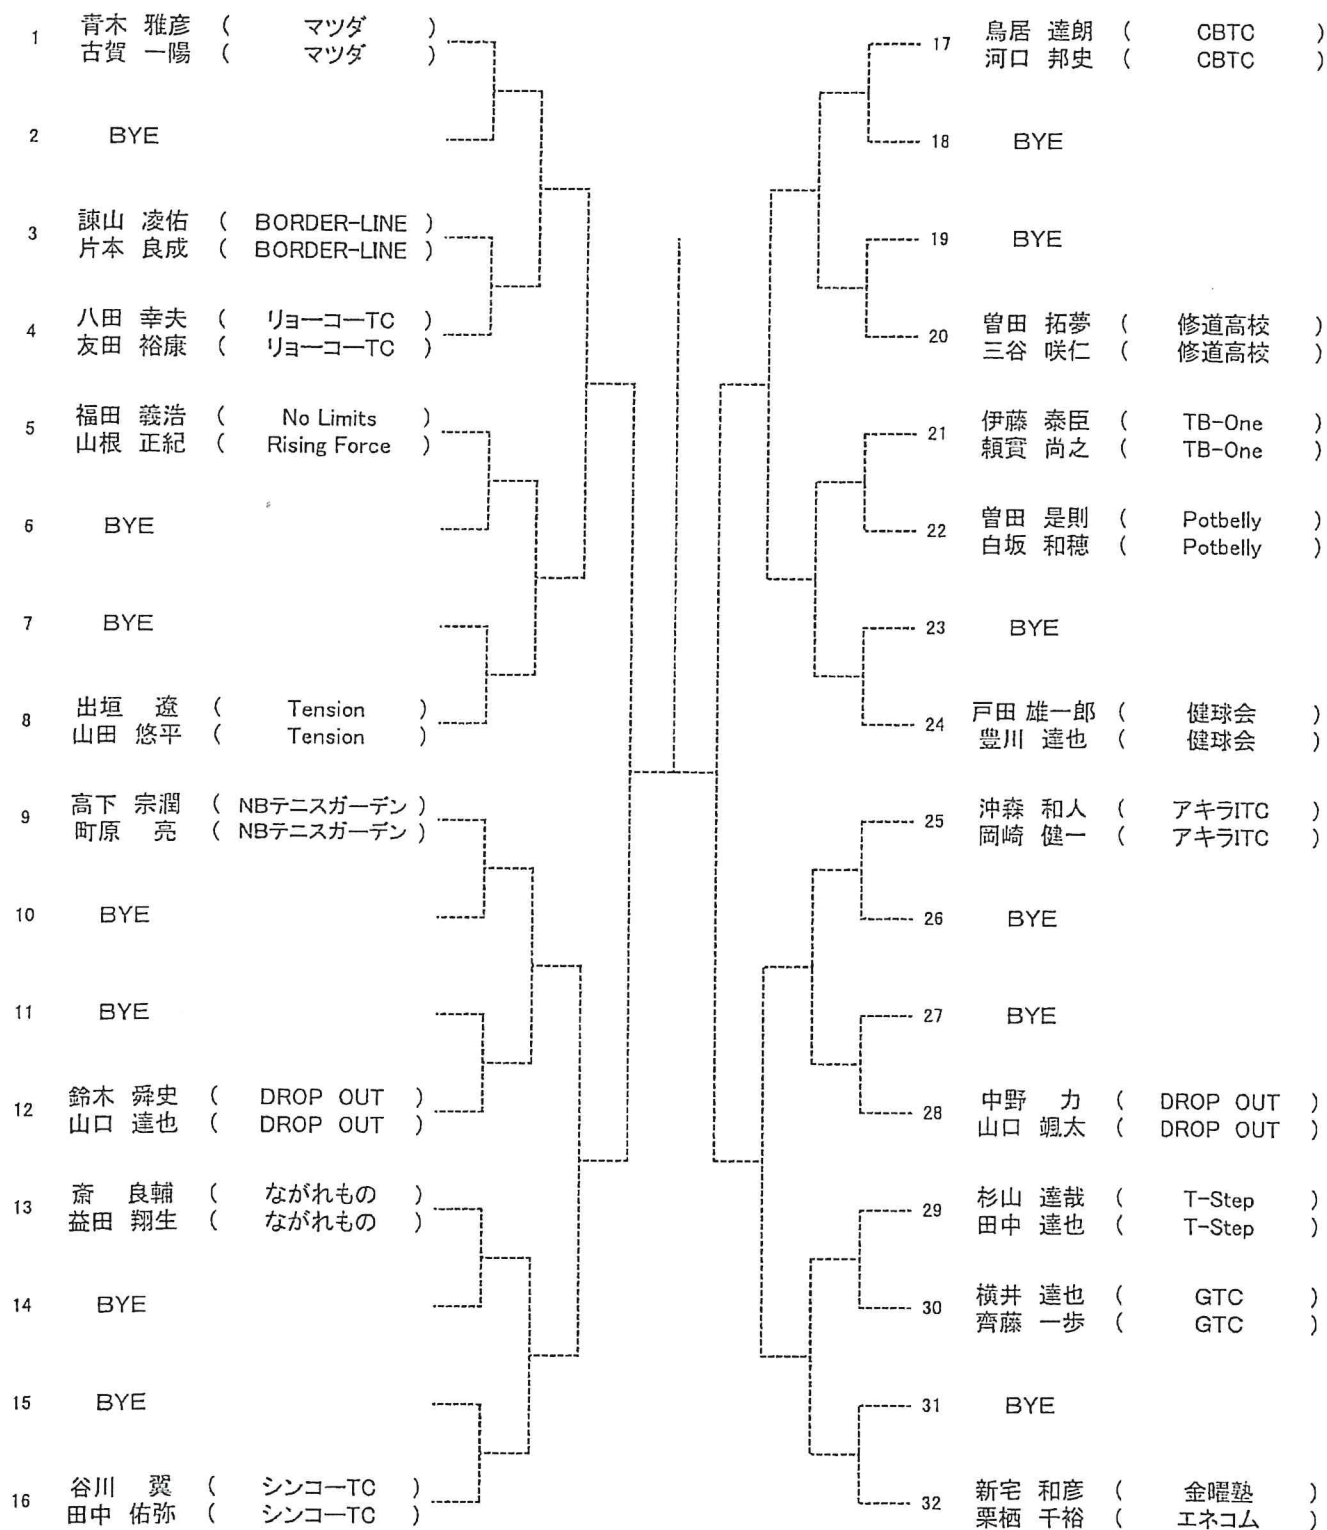 1 青木 雅彦 ( マツダ )
古賀 一陽 ( マツダ )
2 BYE
3 諌山 凌佑 ( BORDER-LINE )
片本 良成 ( BORDER-LINE )
4 八田 幸夫 ( リョーコーTC )
友田 裕康 ( リョーコーTC )
5 福田 義浩 ( No Limits )
山根 正紀 ( Rising Force )
6 BYE
7 BYE
8 出垣 遼 ( Tension )
山田 悠平 ( Tension )
9 高下 宗潤 ( NBテニスガーデン )
町原 亮 ( NBテニスガーデン )
10 BYE
11 BYE
12 鈴木 舜史 ( DROP OUT )
山口 達也 ( DROP OUT )
13 斎 良輔 ( ながれもの )
益田 翔生 ( ながれもの )
14 BYE
15 BYE
16 谷川 翼 ( シンコーTC )
田中 佑弥 ( シンコーTC )
17 鳥居 達朗 ( CBTC )
河口 邦史 ( CBTC )
18 BYE
19 BYE
20 曽田 拓夢 ( 修道高校 )
三谷 咲仁 ( 修道高校 )
21 伊藤 泰臣 ( TB-One )
頼實 尚之 ( TB-One )
22 曽田 是則 ( Potbelly )
白坂 和穂 ( Potbelly )
23 BYE
24 戸田 雄一郎 ( 健球会 )
豊川 達也 ( 健球会 )
25 沖森 和人 ( アキラITC )
岡崎 健一 ( アキラITC )
26 BYE
27 BYE
28 中野 力 ( DROP OUT )
山口 颯太 ( DROP OUT )
29 杉山 達哉 ( T-Step )
田中 達也 ( T-Step )
30 横井 達也 ( GTC )
齊藤 一歩 ( GTC )
31 BYE
32 新宅 和彦 ( 金曜塾 )
栗栖 千裕 ( エネコム )